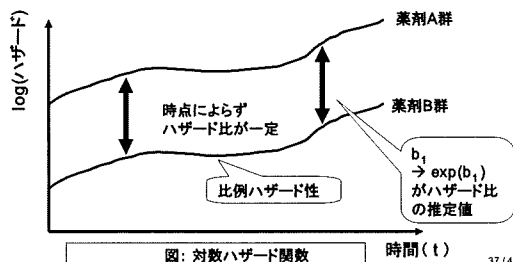 log(ハザード)
薬剤A群
時点によらず
ハザード比が一定
薬剤B群
比例ハザード性
b1
→ exp(b1)
がハザード比
の推定値
時間(t)
図: 対数ハザード関数
37/4